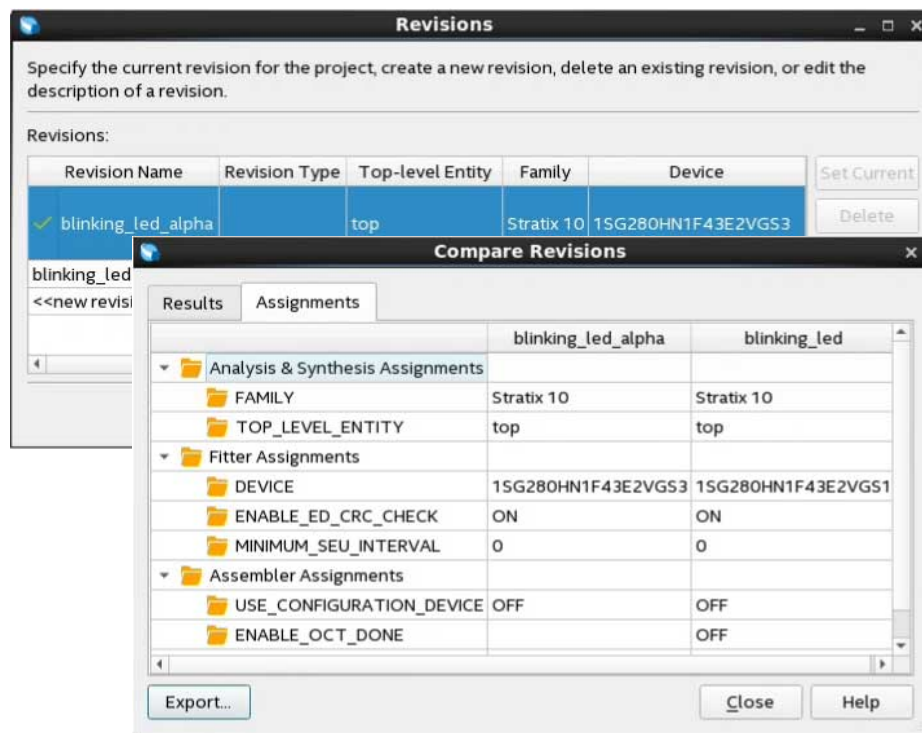 Revisions
Specify the current revision for the project, create a new revision, delete an existing revision, or edit the
description of a revision.
Revisions:
Revision Name Revision Type Top-level Entity Family Device Set Current
blinking_led_alpha top Stratix 10 1SG280HN1F43E2VGS3 Delete
blinking_led
<<new revisi
Compare Revisions
Results Assignments
blinking_led_alpha blinking_led
Analysis & Synthesis Assignments
FAMILY Stratix 10 Stratix 10
TOP_LEVEL_ENTITY top top
Fitter Assignments
DEVICE 1SG280HN1F43E2VGS3 1SG280HN1F43E2VGS1
ENABLE_ED_CRC_CHECK ON ON
MINIMUM_SEU_INTERVAL 0 0
Assembler Assignments
USE_CONFIGURATION_DEVICE OFF OFF
ENABLE_OCT_DONE OFF
Export... Close Help